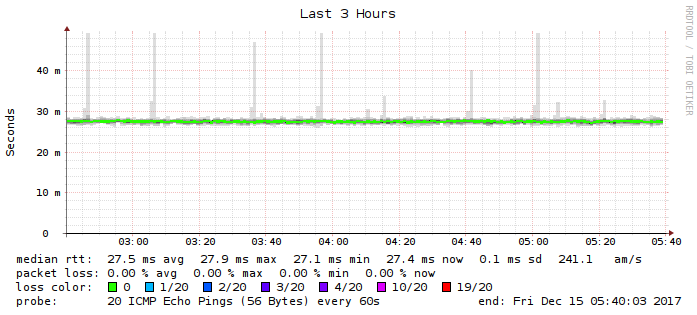 Last 3 Hours
RRDTOOL / TOBI OETIKER
Seconds
40 m
30 m
20 m
10 m
0
03:00 03:20 03:40 04:00 04:20 04:40 05:00 05:20 05:40
median rtt: 27.5 ms avg 27.9 ms max 27.1 ms min 27.4 ms now 0.1 ms sd 241.1 am/s
packet loss: 0.00 % avg 0.00 % max 0.00 % min 0.00 % now
loss color: 0 1/20 2/20 3/20 4/20 10/20 19/20
probe: 20 ICMP Echo Pings (56 Bytes) every 60s end: Fri Dec 15 05:40:03 2017